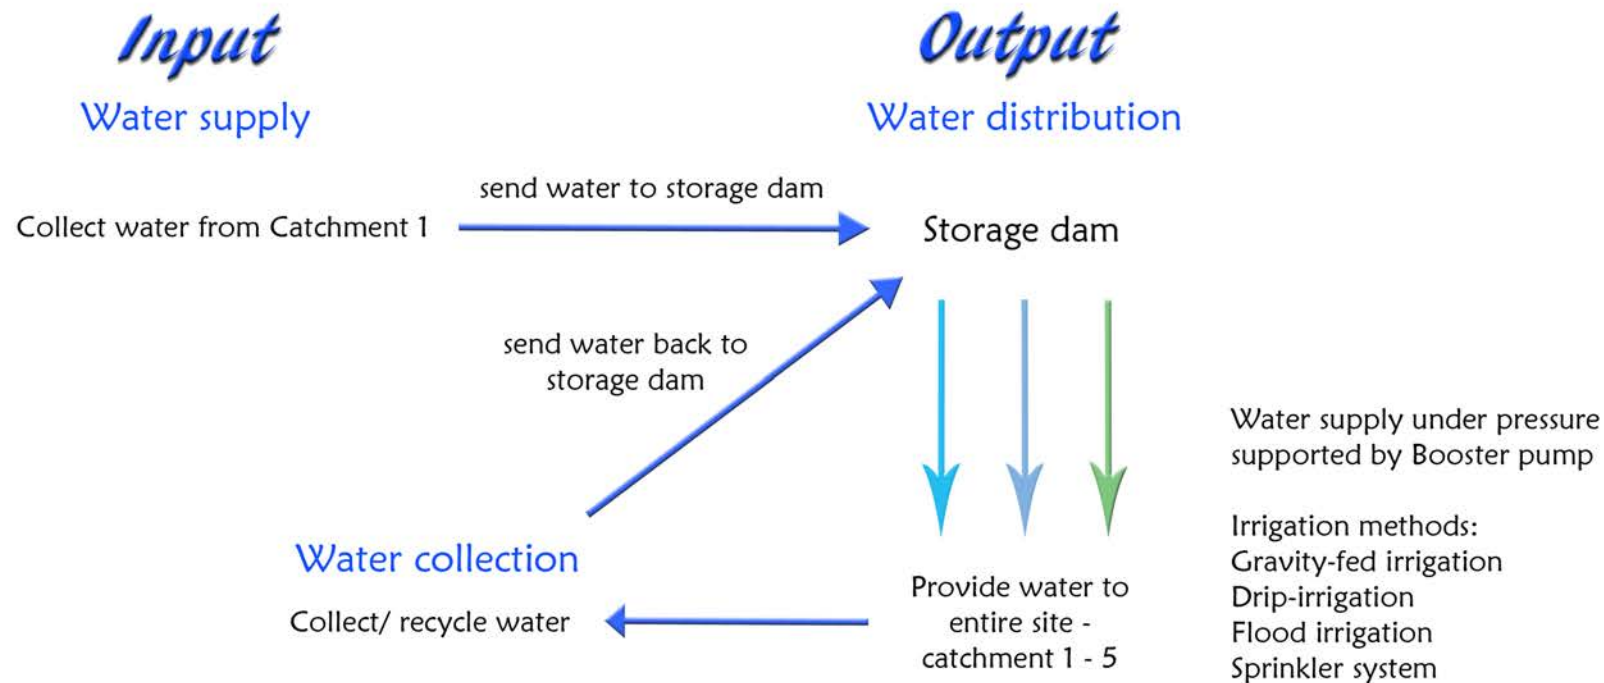 Input
Output
Water supply
Water distribution
send water to storage dam
Collect water from Catchment 1
Storage dam
send water back to
storage dam
Water supply under pressure
supported by Booster pump
Irrigation methods:
Gravity-fed irrigation
Drip-irrigation
Flood irrigation
Sprinkler system
Water collection
Collect/ recycle water
Provide water to
entire site -
catchment 1 - 5